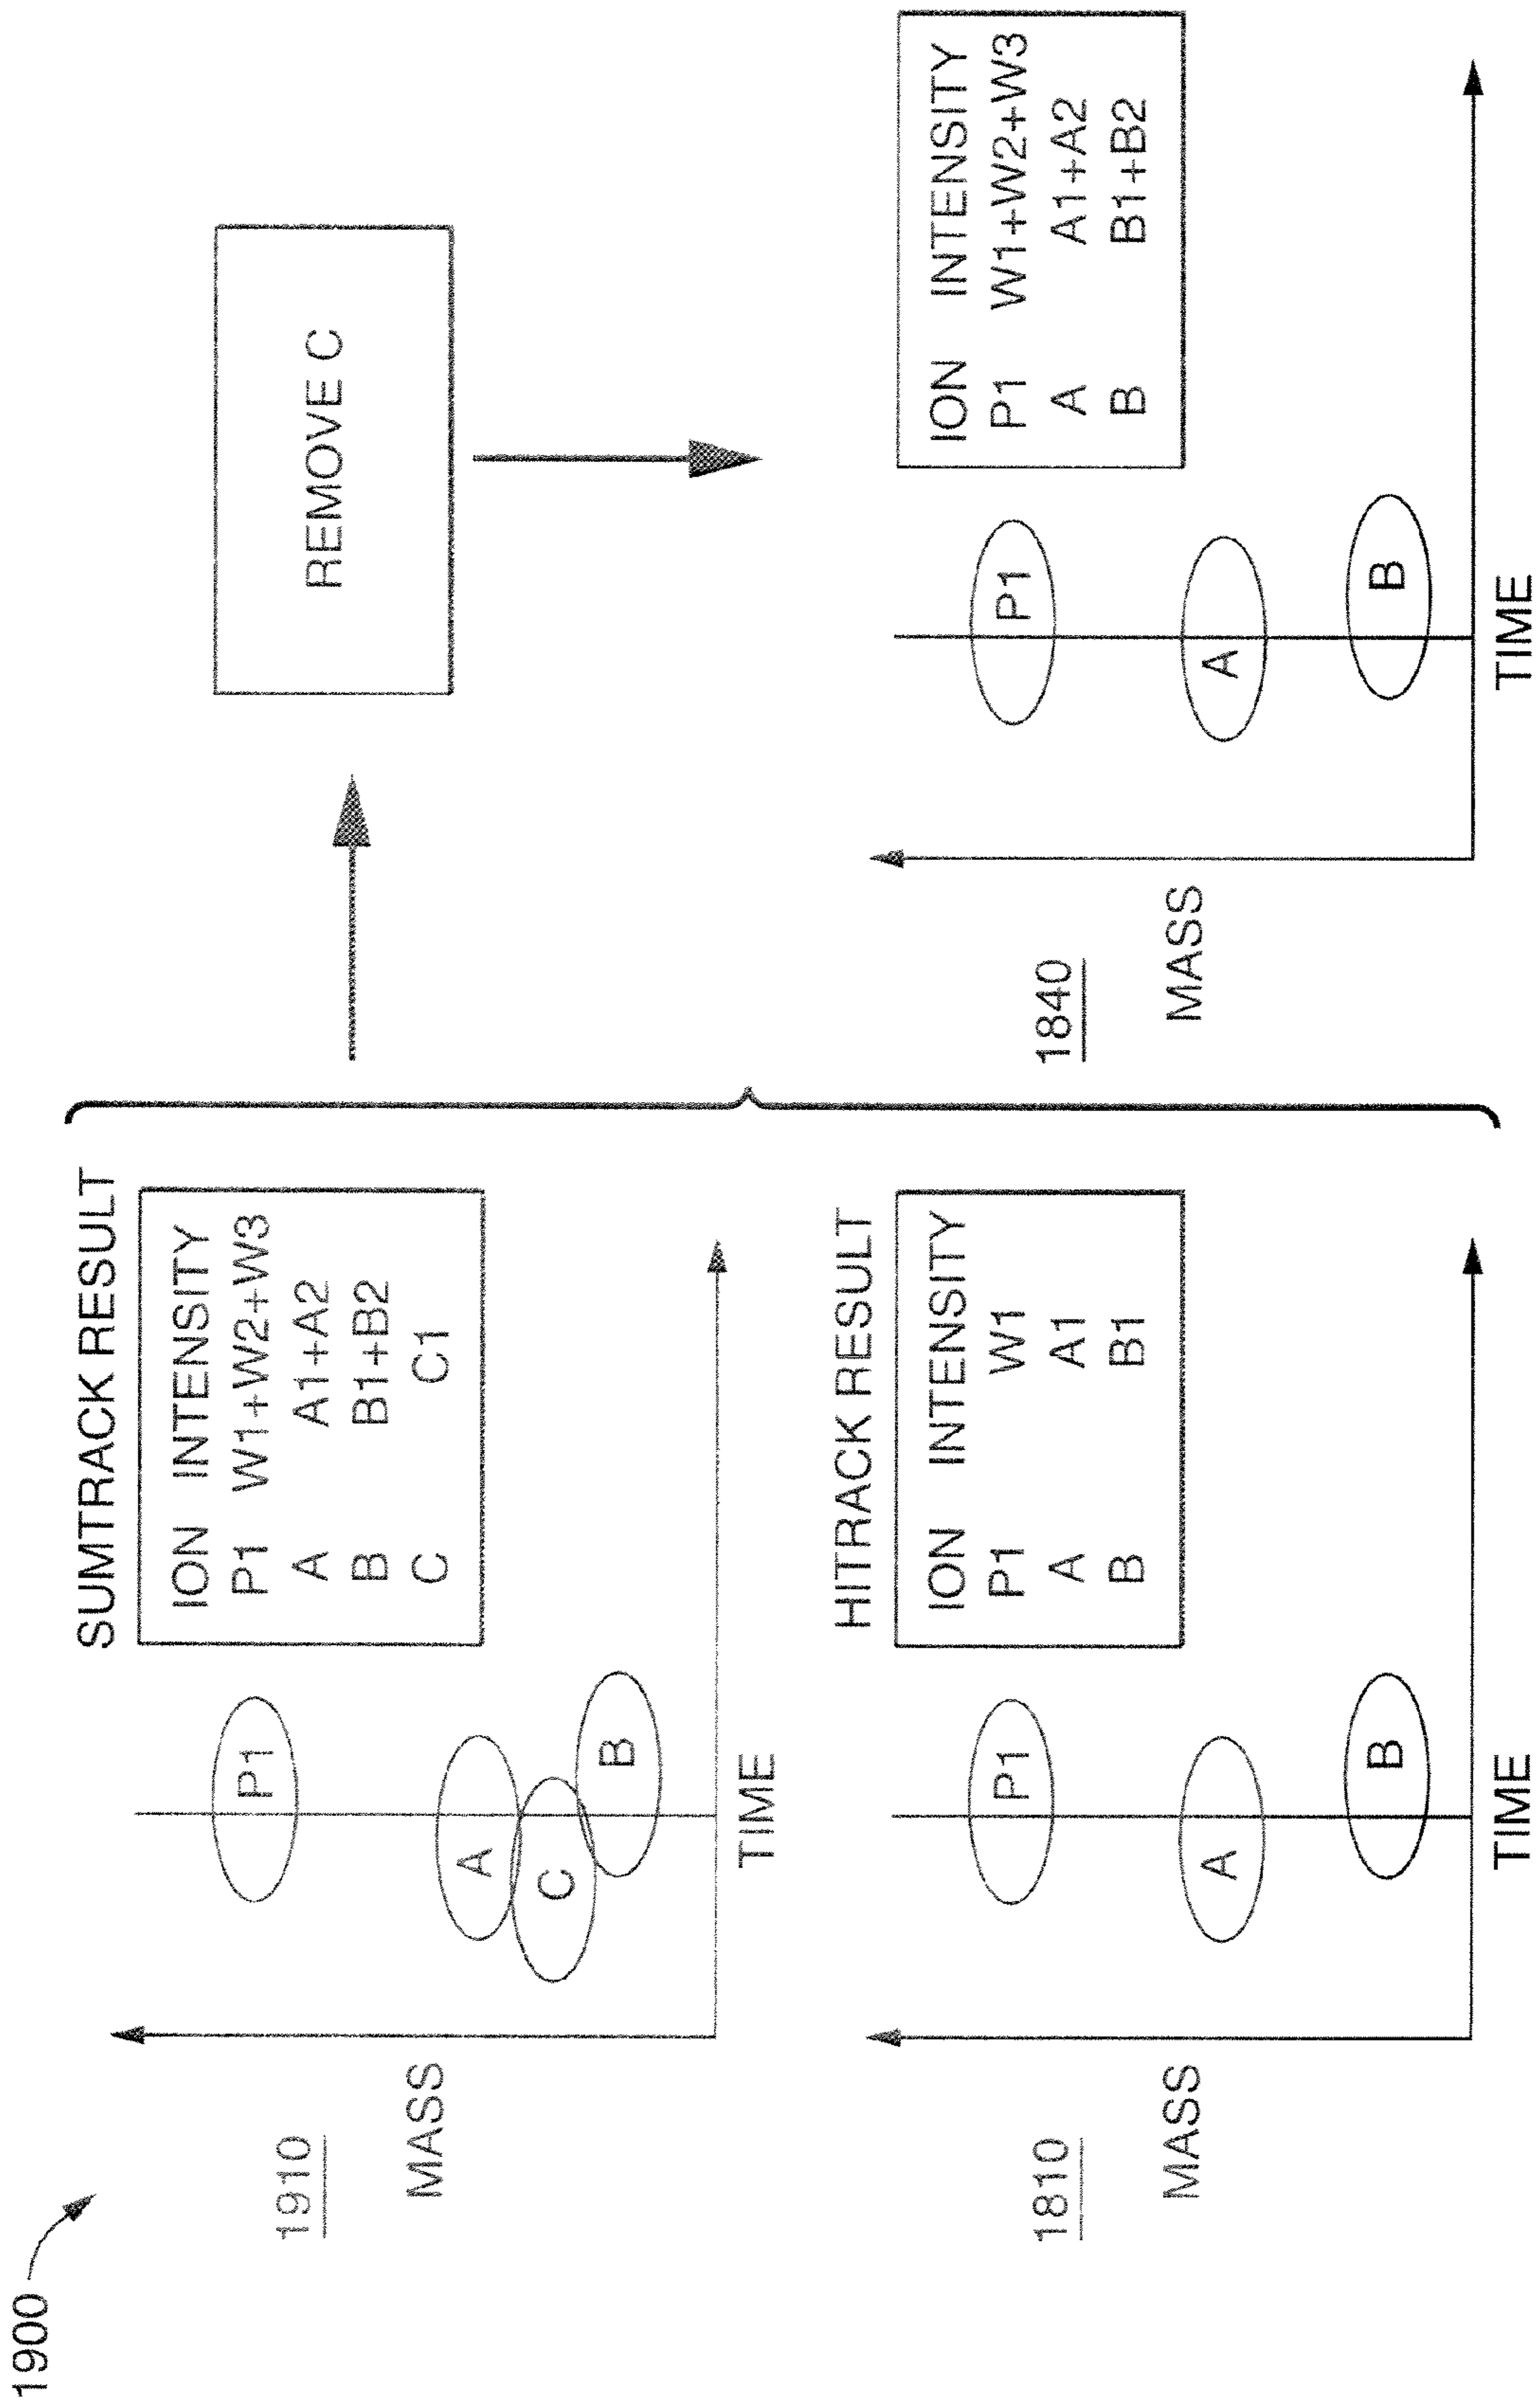 1900
SUMTRACK RESULT
ION INTENSITY
P1 W1+W2+W3
A A1+A2
B B1+B2
C C1
P1
A
C
B
1910
MASS
TIME
HITRACK RESULT
ION INTENSITY
P1 W1
A A1
B B1
P1
A
B
1810
MASS
TIME
REMOVE C
ION INTENSITY
P1 W1+W2+W3
A A1+A2
B B1+B2
P1
A
B
1840
MASS
TIME